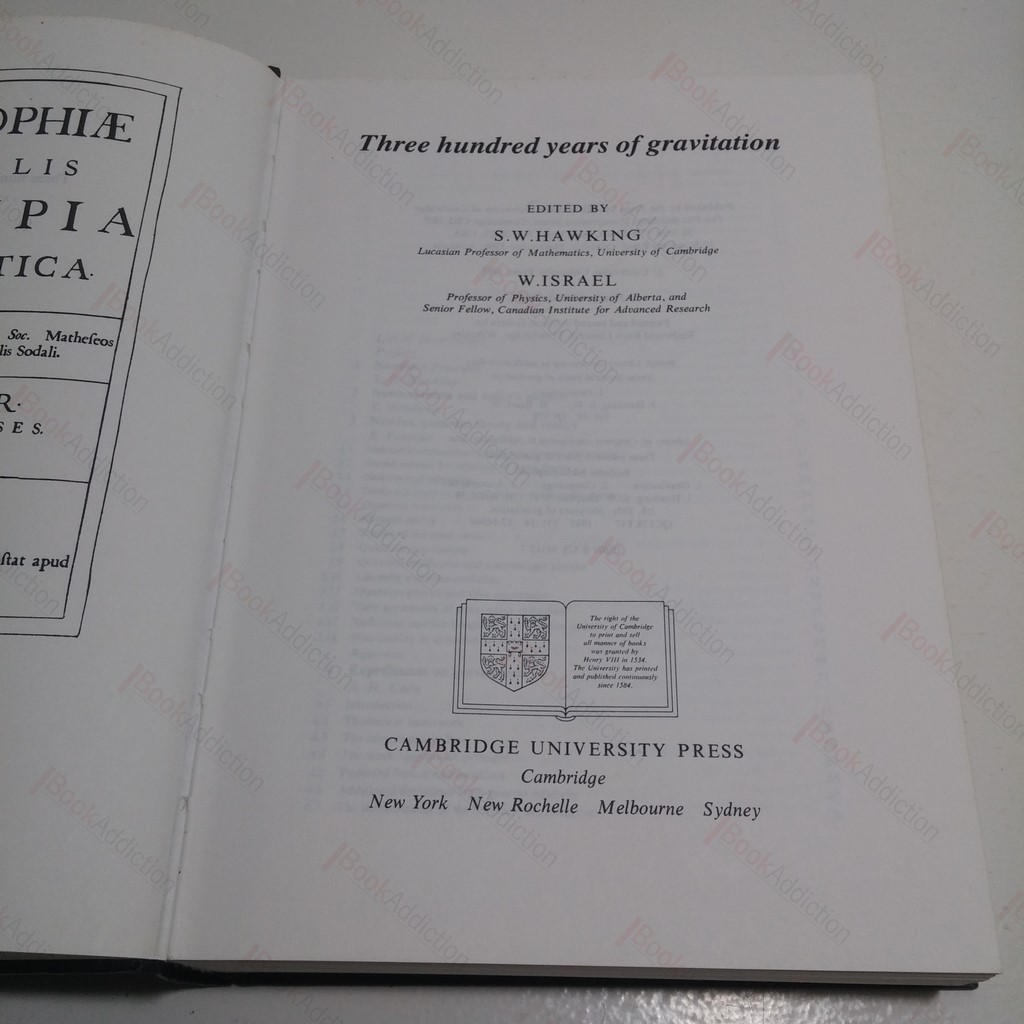 OPHIÆ
LIS
PIA
TICA.
Soc. Matheſeos
lis Sodali.
R.
SES.
ſtat apud
Three hundred years of gravitation
EDITED BY
S.W.HAWKING
Lucasian Professor of Mathematics, University of Cambridge
W.ISRAEL
Professor of Physics, University of Alberta, and
Senior Fellow, Canadian Institute for Advanced Research
The right of the
University of Cambridge
to print and sell
all manner of books
was granted by
Henry VIII in 1534.
The University has printed
and published continuously
since 1584.
CAMBRIDGE UNIVERSITY PRESS
Cambridge
New York New Rochelle Melbourne Sydney
BookAddiction